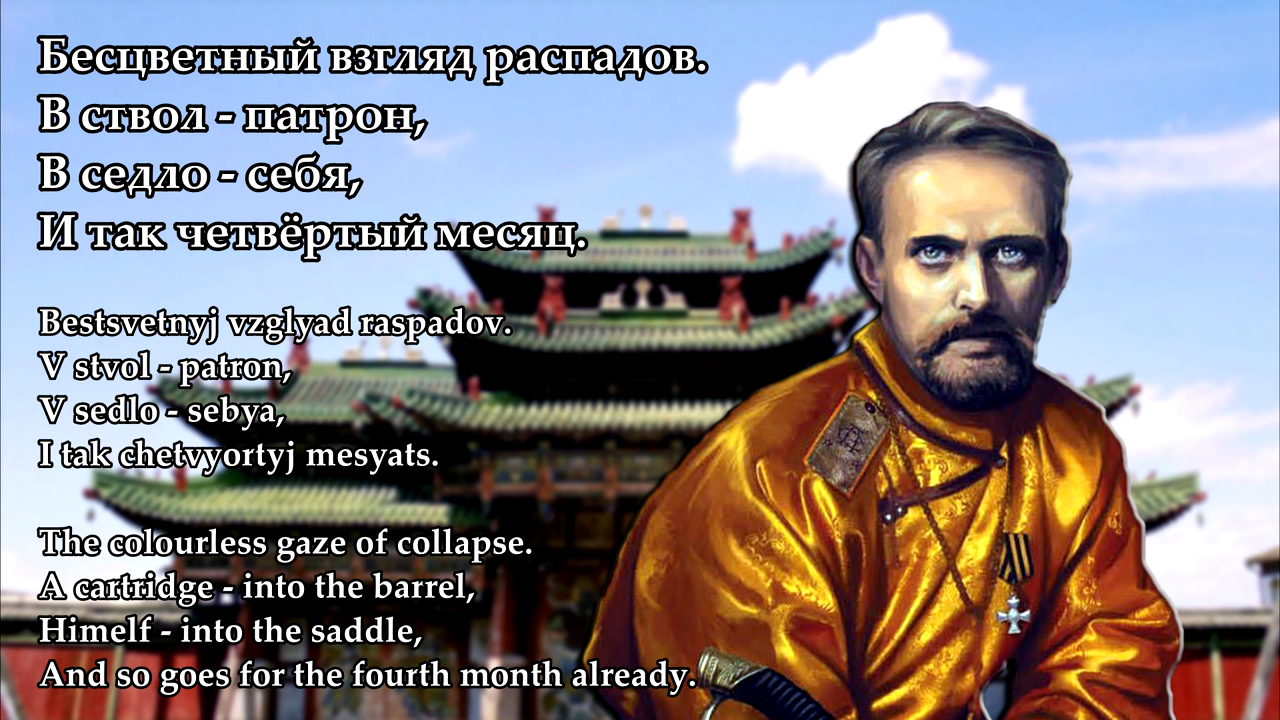 Бесцветный взгляд распадов.
В ствол - патрон,
В седло - себя,
И так четвёртый месяц.
Bestsvetnyj vzglyad raspadov.
V stvol - patron,
V sedlo - sebya,
I tak chetvyortyj mesyats.
The colourless gaze of collapse.
A cartridge - into the barrel,
Himelf - into the saddle,
And so goes for the fourth month already.